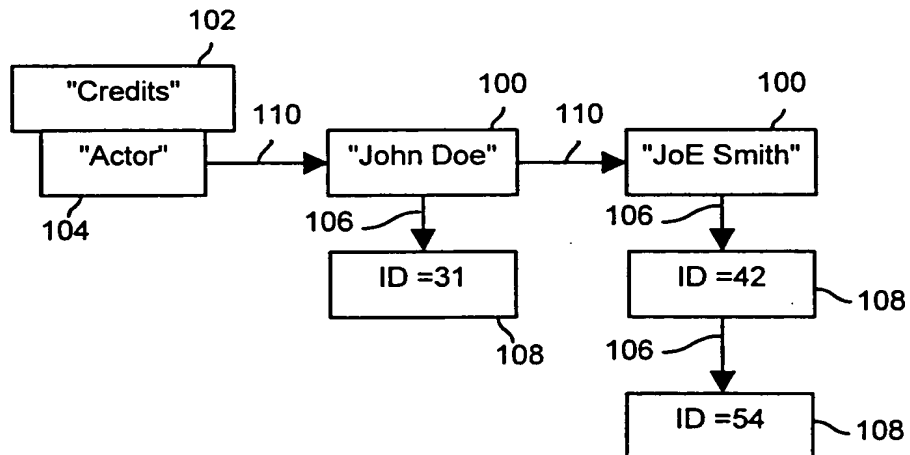 102
"Credits"
100
100
110
110
"Actor"
"John Doe"
"JoE Smith"
104
106
106
ID =31
ID =42
108
108
106
ID =54
108